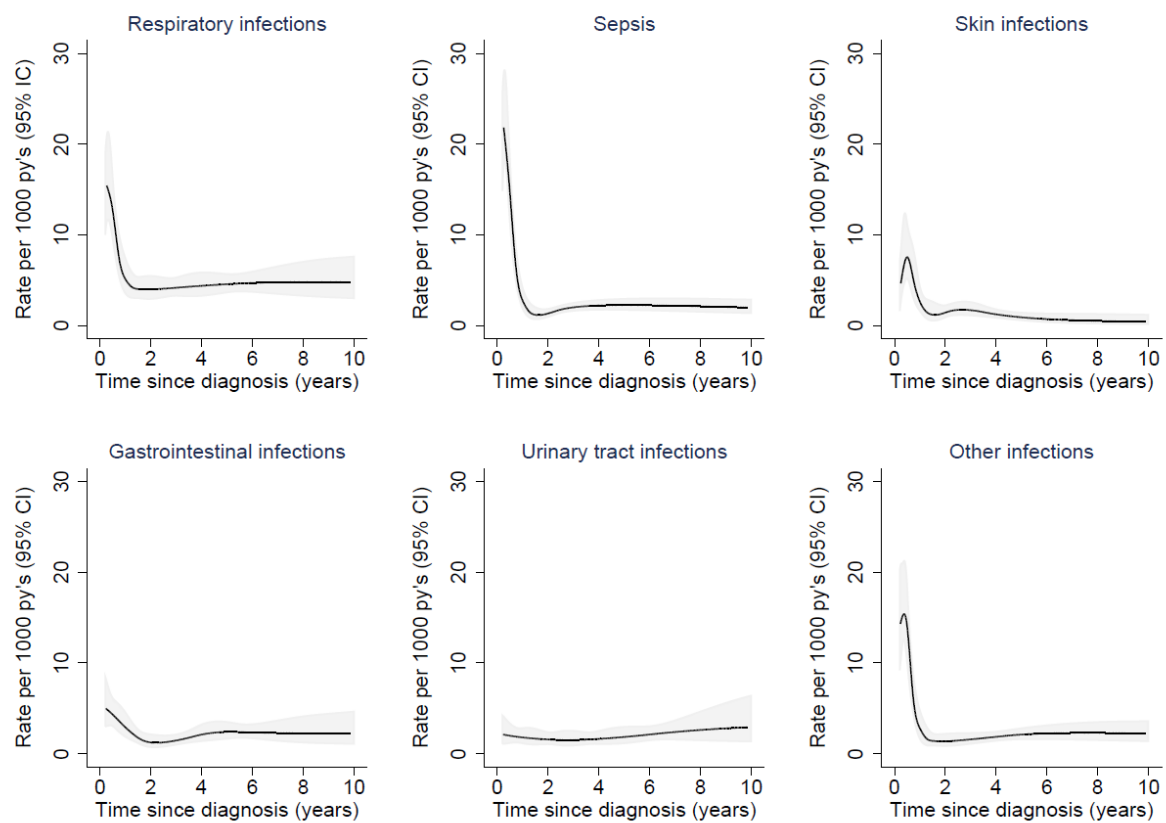 Respiratory infections
Rate per 1000 py's (95% IC)
30
20
10
0
0 2 4 6 8 10
Time since diagnosis (years)
Sepsis
Rate per 1000 py's (95% CI)
30
20
10
0
0 2 4 6 8 10
Time since diagnosis (years)
Skin infections
Rate per 1000 py's (95% CI)
30
20
10
0
0 2 4 6 8 10
Time since diagnosis (years)
Gastrointestinal infections
Rate per 1000 py's (95% CI)
30
20
10
0
0 2 4 6 8 10
Time since diagnosis (years)
Urinary tract infections
Rate per 1000 py's (95% CI)
30
20
10
0
0 2 4 6 8 10
Time since diagnosis (years)
Other infections
Rate per 1000 py's (95% CI)
30
20
10
0
0 2 4 6 8 10
Time since diagnosis (years)